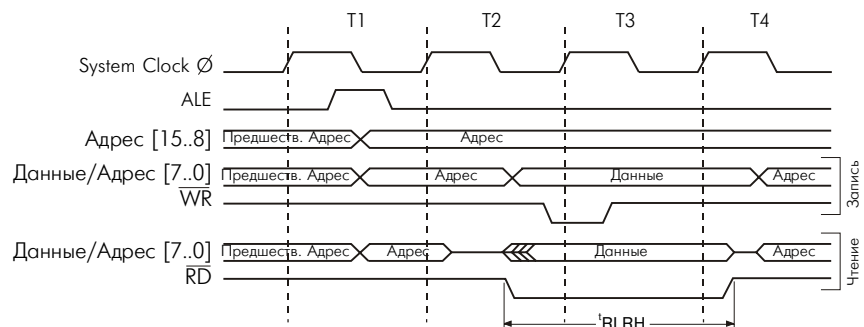 T1 T2 T3 T4
System Clock Ø
ALE
Адрес [15..8] Предшеств. Адрес Адрес
Данные/Адрес [7..0] Предшеств. Адрес Адрес Данные Адрес
WR
Запись
Данные/Адрес [7..0] Предшеств. Адрес Адрес Данные Адрес
RD
Чтение
tRLRH